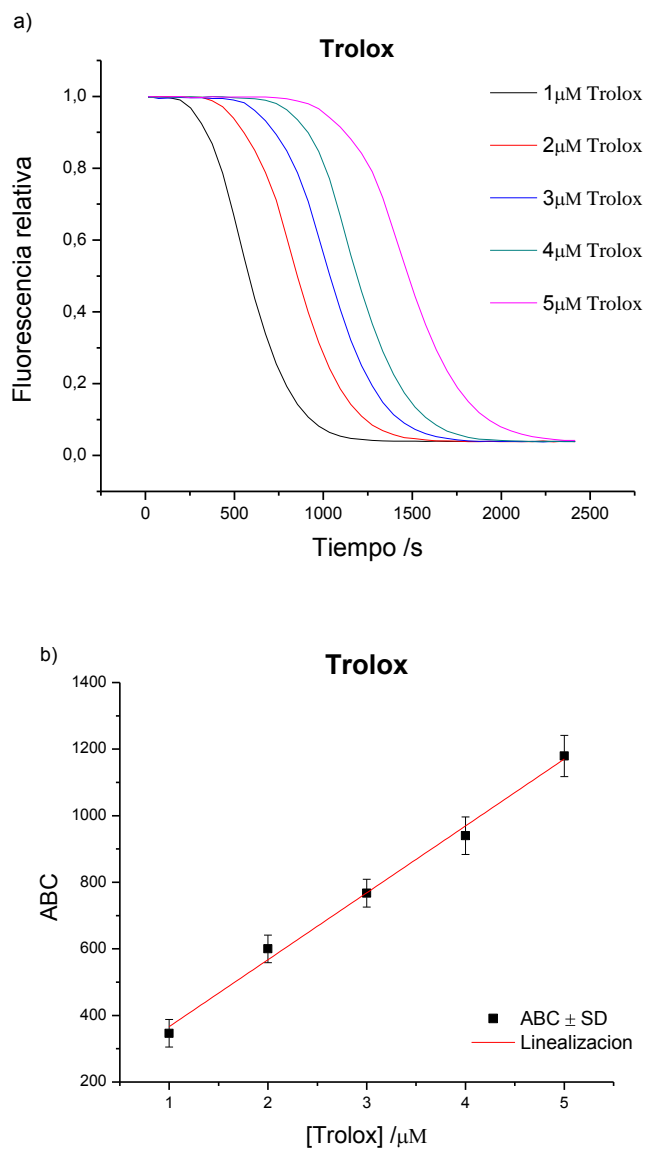 a)
Trolox
Fluorescencia relativa
1,0
0,8
0,6
0,4
0,2
0,0
0
500
1000
1500
2000
2500
Tiempo /s
1μM Trolox
2μM Trolox
3μM Trolox
4μM Trolox
5μM Trolox
b)
Trolox
ABC
1400
1200
1000
800
600
400
200
1
2
3
4
5
[Trolox] /μM
ABC ± SD
Linealizacion